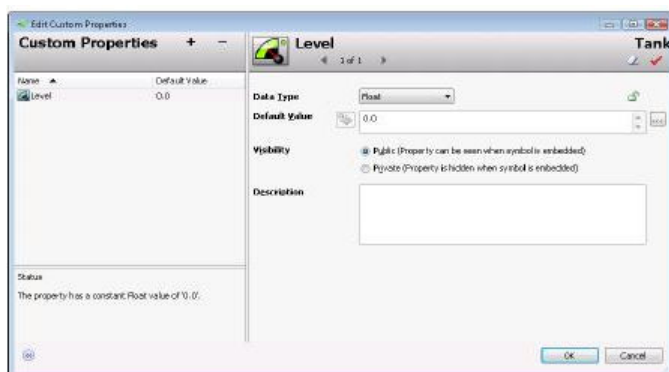 Edit Custom Properties
Custom Properties + −
Level
Tank
1 of 1
Name
Default Value
Level
0.0
Data Type
Float
Default Value
0.0
Visibility
Public (Property can be seen when symbol is embedded)
Private (Property is hidden when symbol is embedded)
Description
Status
The property has a constant Float value of '0.0'.
OK
Cancel